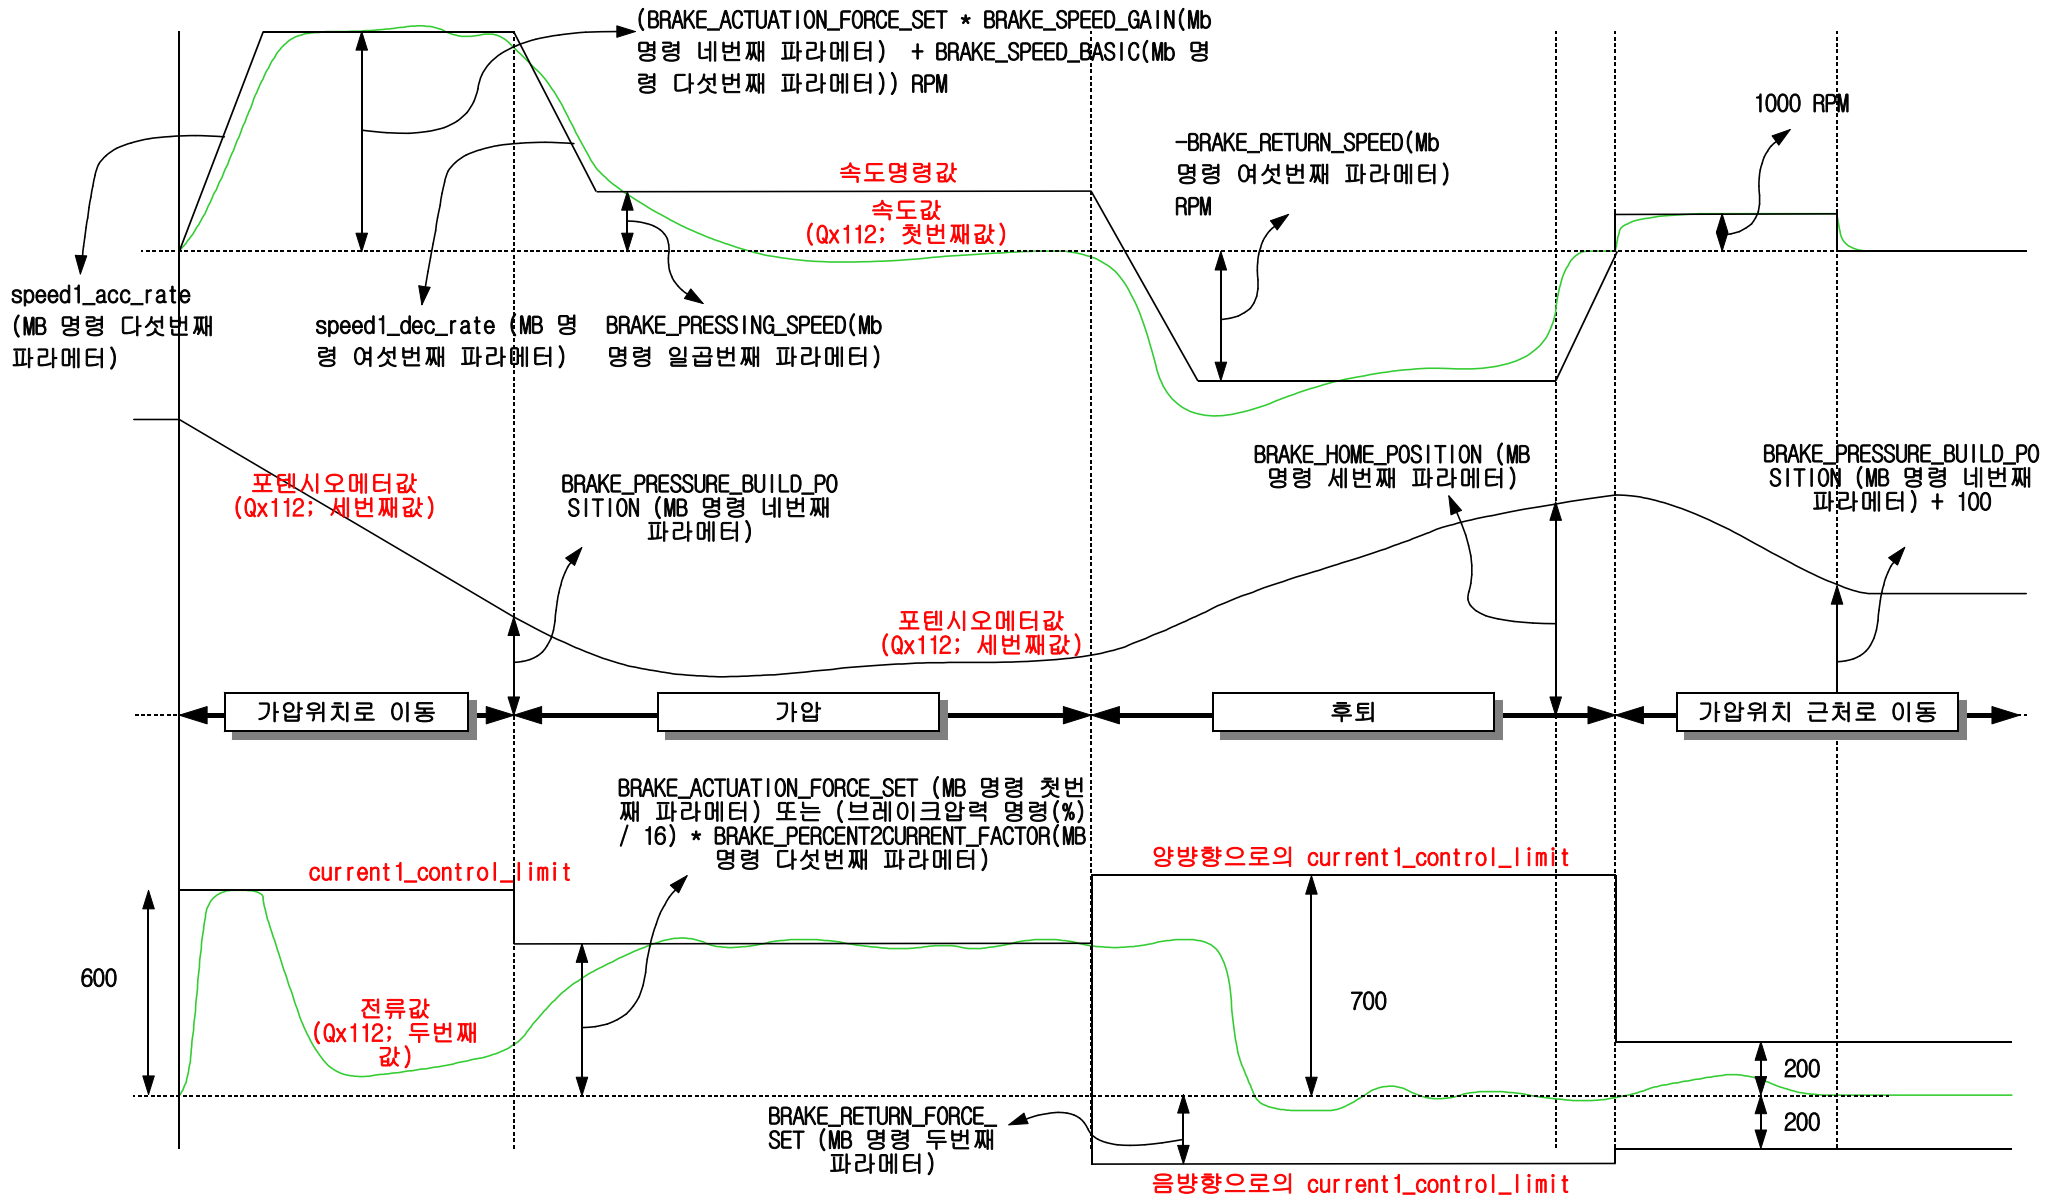 (BRAKE_ACTUATION_FORCE_SET * BRAKE_SPEED_GAIN(Mb
명령 네번째 파라메터) + BRAKE_SPEED_BASIC(Mb 명
령 다섯번째 파라메터)) RPM
1000 RPM
-BRAKE_RETURN_SPEED(Mb
명령 여섯번째 파라메터)
RPM
속도명령값
속도값
(Qx112; 첫번째값)
speed1_acc_rate
(MB 명령 다섯번째
파라메터)
speed1_dec_rate (MB 명
령 여섯번째 파라메터)
BRAKE_PRESSING_SPEED(Mb
명령 일곱번째 파라메터)
포텐시오메터값
(Qx112; 세번째값)
BRAKE_PRESSURE_BUILD_PO
SITION (MB 명령 네번째
파라메터)
BRAKE_HOME_POSITION (MB
명령 세번째 파라메터)
BRAKE_PRESSURE_BUILD_PO
SITION (MB 명령 네번째
파라메터) + 100
포텐시오메터값
(Qx112; 세번째값)
가압위치로 이동
가압
후퇴
가압위치 근처로 이동
BRAKE_ACTUATION_FORCE_SET (MB 명령 첫번
째 파라메터) 또는 (브레이크압력 명령(%)
/ 16) * BRAKE_PERCENT2CURRENT_FACTOR(MB
명령 다섯번째 파라메터)
current1_control_limit
양뱡향으로의 current1_control_limit
600
전류값
(Qx112; 두번째
값)
700
200
200
BRAKE_RETURN_FORCE_
SET (MB 명령 두번째
파라메터)
음뱡향으로의 current1_control_limit